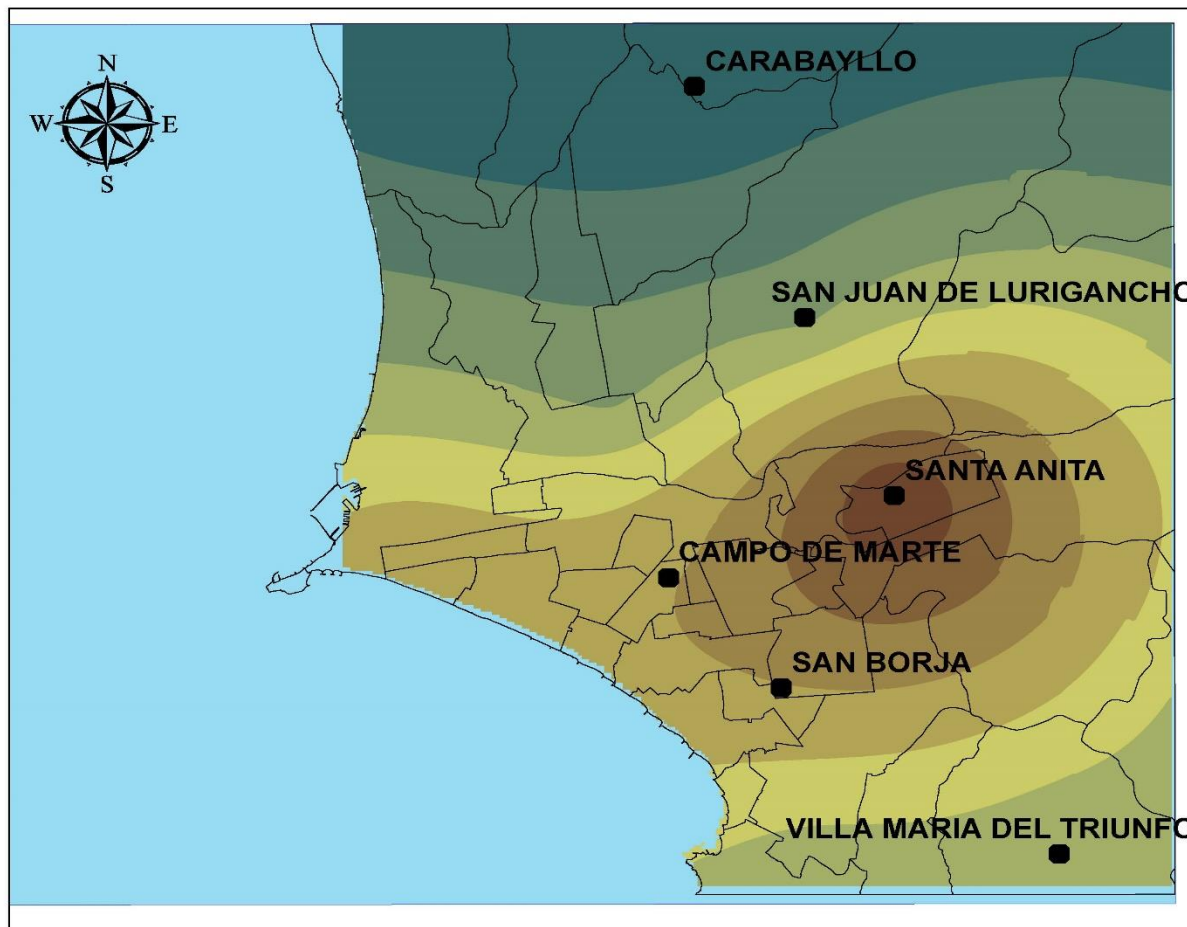 CARABAYLLO
N
W E
S
SAN JUAN DE LURIGANCHO
SANTA ANITA
CAMPO DE MARTE
SAN BORJA
VILLA MARIA DEL TRIUNFO